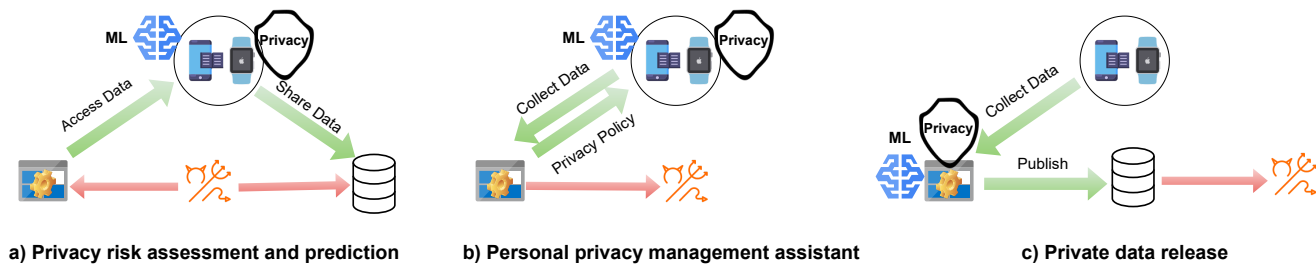 ML
Privacy
Access Data
Share Data
a) Privacy risk assessment and prediction
ML
Privacy
Collect Data
Privacy Policy
b) Personal privacy management assistant
Collect Data
Privacy
ML
Publish
c) Private data release